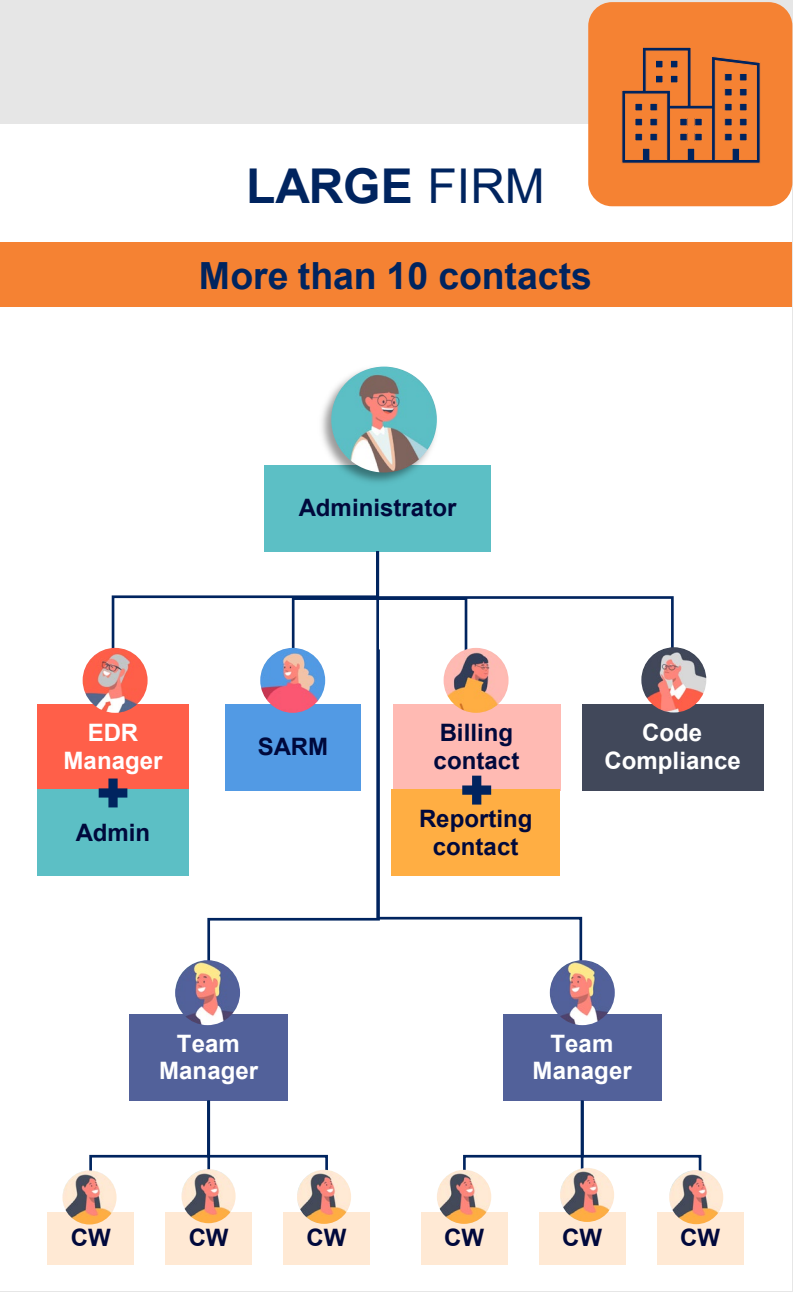 LARGE FIRM
More than 10 contacts
Administrator
EDR
Manager
Admin
SARM
Billing
contact
Reporting
contact
Code
Compliance
Team
Manager
Team
Manager
CW
CW
CW
CW
CW
CW